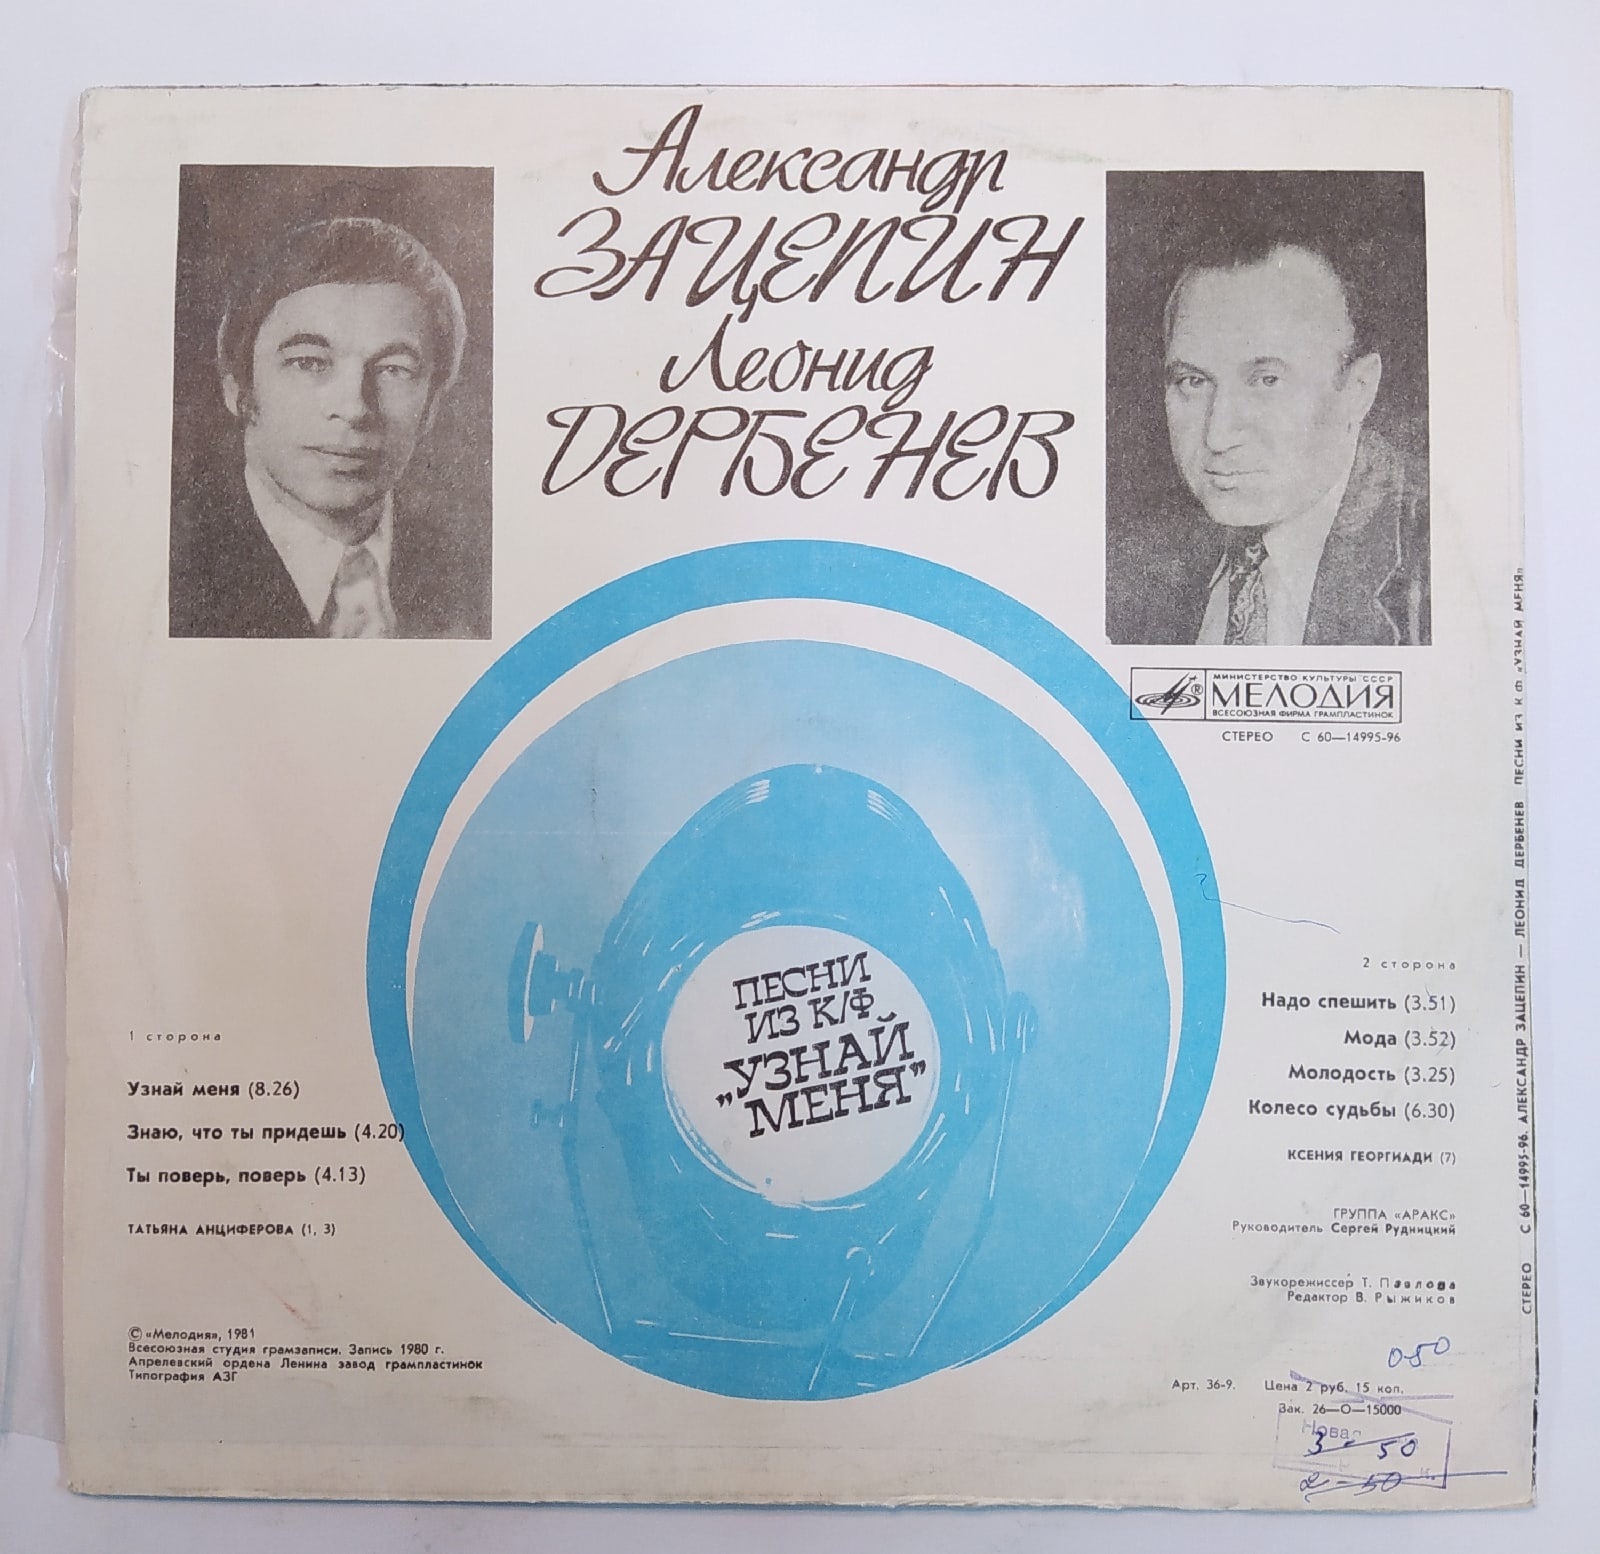 Александр
ЗАЦЕПИН
Леонид
ДЕРБЕНЕВ
МИНИСТЕРСТВО КУЛЬТУРЫ СССР
МЕЛОДИЯ
ВСЕСОЮЗНАЯ ФИРМА ГРАМПЛАСТИНОК
СТЕРЕО С 60—14995-96
ПЕСНИ
ИЗ К/Ф
„УЗНАЙ
МЕНЯ”
1 сторона
Узнай меня (8.26)
Знаю, что ты придешь (4.20)
Ты поверь, поверь (4.13)
ТАТЬЯНА АНЦИФЕРОВА (1, 3)
© «Мелодия», 1981
Всесоюзная студия грамзаписи. Запись 1980 г.
Апрелевский ордена Ленина завод грампластинок
Типография АЗГ
2 сторона
Надо спешить (3.51)
Мода (3.52)
Молодость (3.25)
Колесо судьбы (6.30)
КСЕНИЯ ГЕОРГИАДИ (7)
ГРУППА «АРАКС»
Руководитель Сергей Рудницкий
Звукорежиссер Т. Павлова
Редактор В. Рыжиков
0-50
Арт. 36-9. Цена 2 руб. 15 коп.
Зак. 26—О—15000
Новая
3 - 50
2-50
СТЕРЕО С 60—14995-96. АЛЕКСАНДР ЗАЦЕПИН — ЛЕОНИД ДЕРБЕНЕВ ПЕСНИ ИЗ К Ф «УЗНАЙ МЕНЯ»